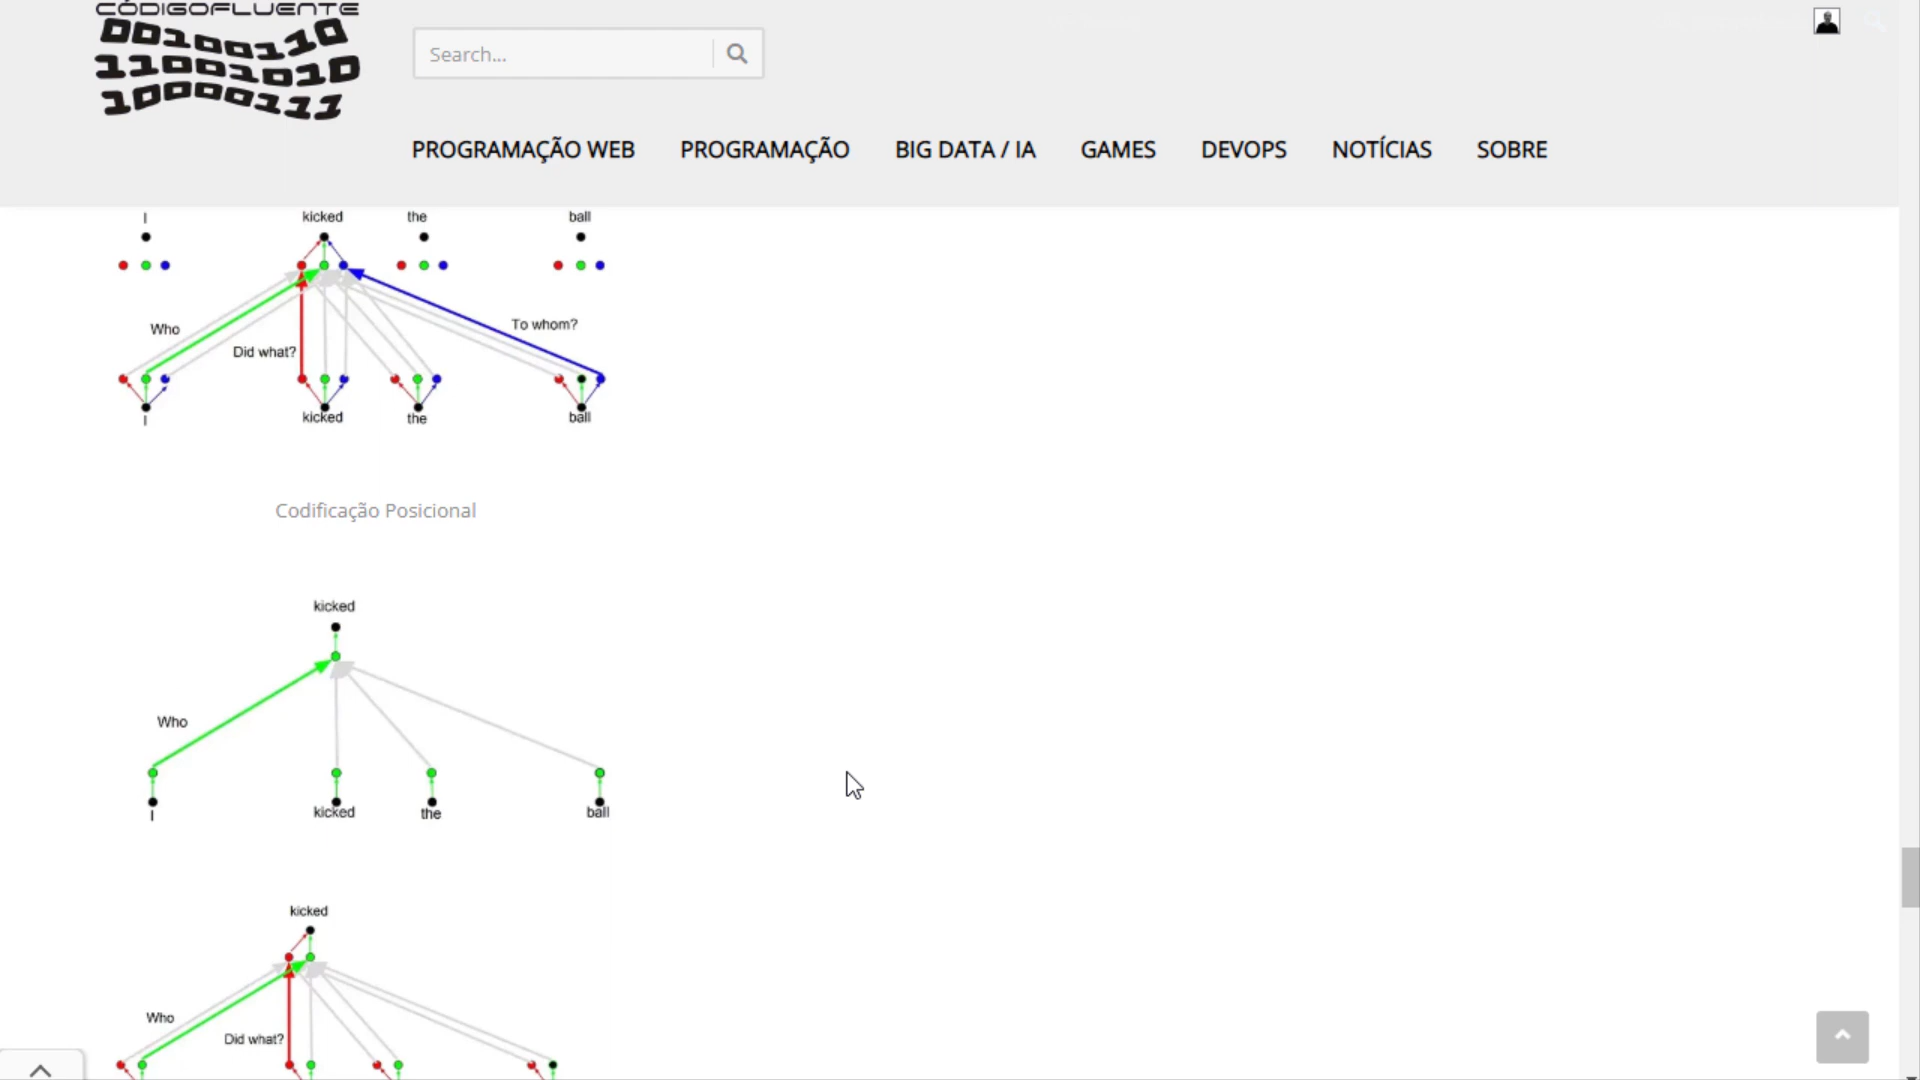 CÓDIGOFLUENTE
00100110
11001010
10000111
Search...
PROGRAMAÇÃO WEB PROGRAMAÇÃO BIG DATA / IA GAMES DEVOPS NOTÍCIAS SOBRE
I kicked the ball
Who
To whom?
Did what?
I kicked the ball
Codificação Posicional
kicked
Who
I kicked the ball
kicked
Who
Did what?